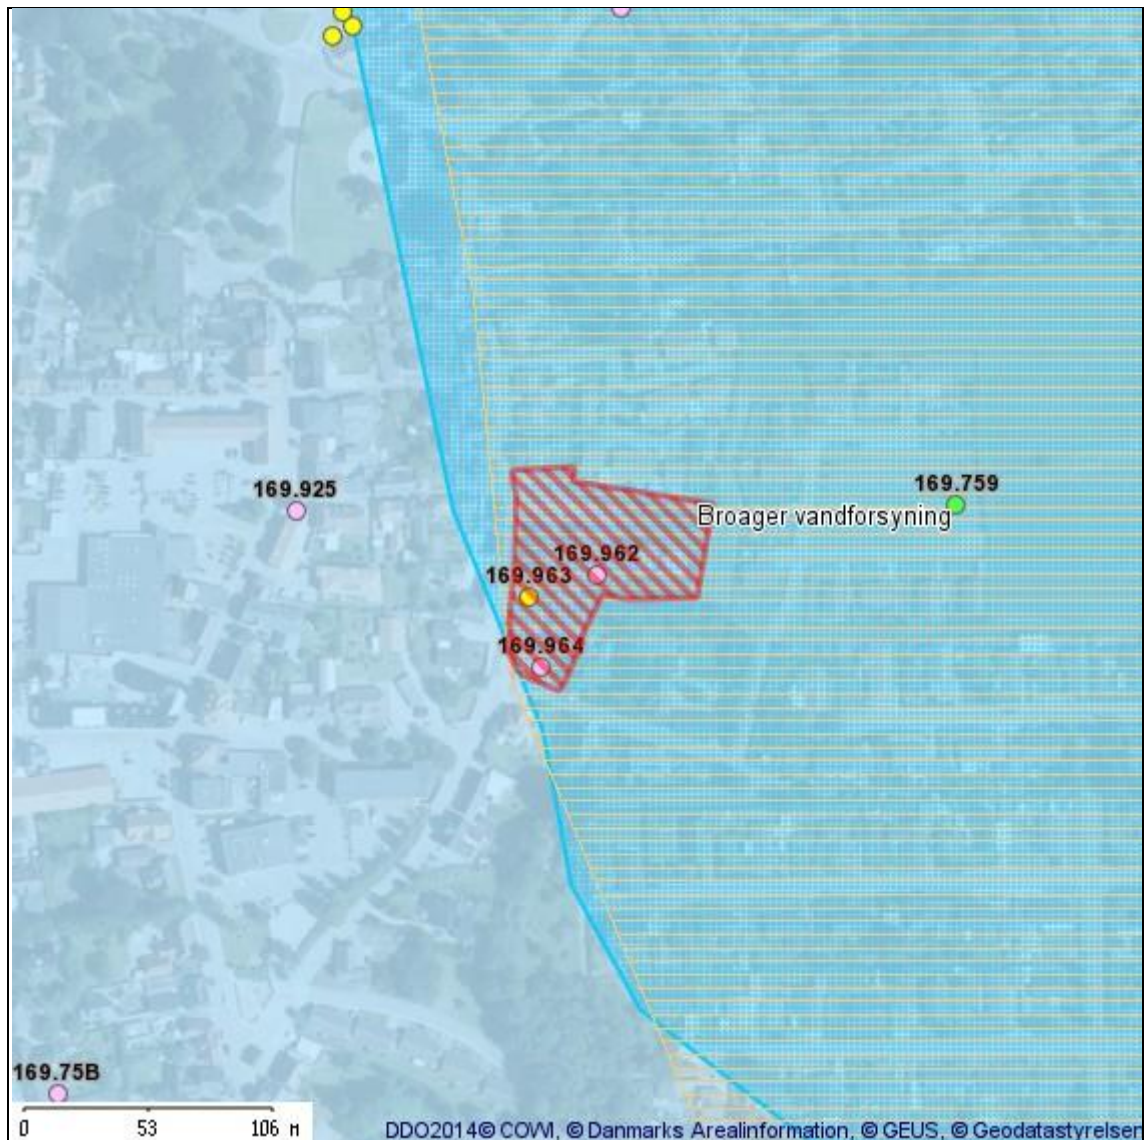 169.925
169.759
Broager vandforsyning
169.962
169.963
169.964
169.75B
0 53 106 M
DDO2014© COWI, © Danmarks Arealinformation, © GEUS, © Geodatastyrelsen